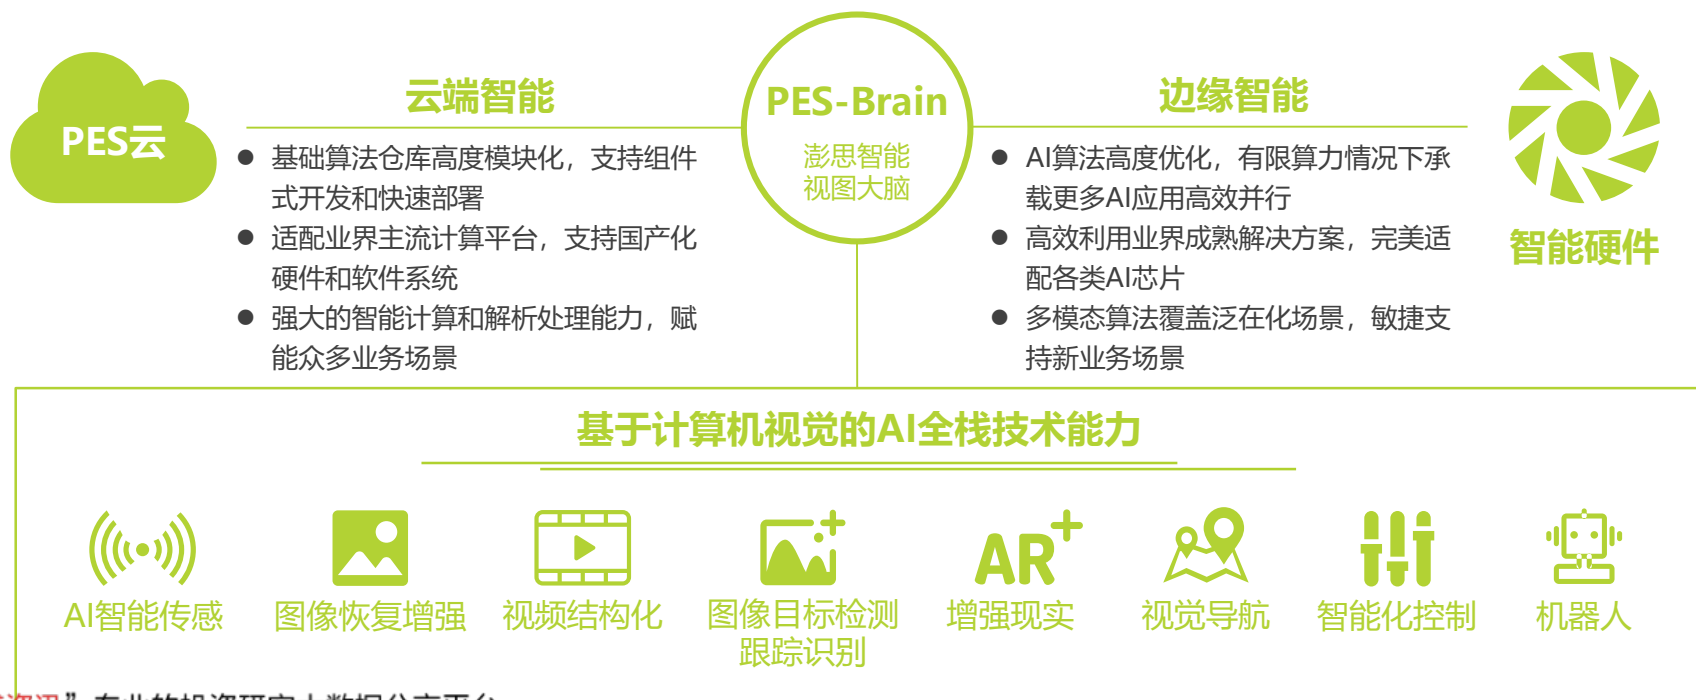 PES云
云端智能
● 基础算法仓库高度模块化，支持组件
式开发和快速部署
● 适配业界主流计算平台，支持国产化
硬件和软件系统
● 强大的智能计算和解析处理能力，赋
能众多业务场景
PES-Brain
澎思智能
视图大脑
边缘智能
● AI算法高度优化，有限算力情况下承
载更多AI应用高效并行
● 高效利用业界成熟解决方案，完美适
配各类AI芯片
● 多模态算法覆盖泛在化场景，敏捷支
持新业务场景
智能硬件
基于计算机视觉的AI全栈技术能力
AI智能传感
图像恢复增强
视频结构化
图像目标检测
跟踪识别
AR+
增强现实
视觉导航
智能化控制
机器人